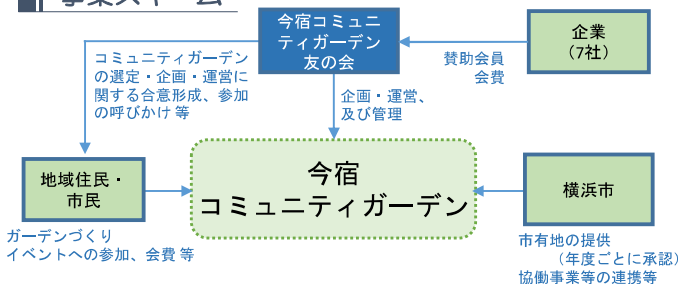 事業スキーム
今宿コミュニ
ティガーデン
友の会
企業
（7社）
賛助会員
会費
コミュニティガーデン
の選定・企画・運営に
関する合意形成、参加
の呼びかけ 等
企画・運営、
及び管理
地域住民・
市民
今宿
コミュニティガーデン
横浜市
ガーデンづくり
イベントへの参加、会費 等
市有地の提供
（年度ごとに承認）
協働事業等の連携等